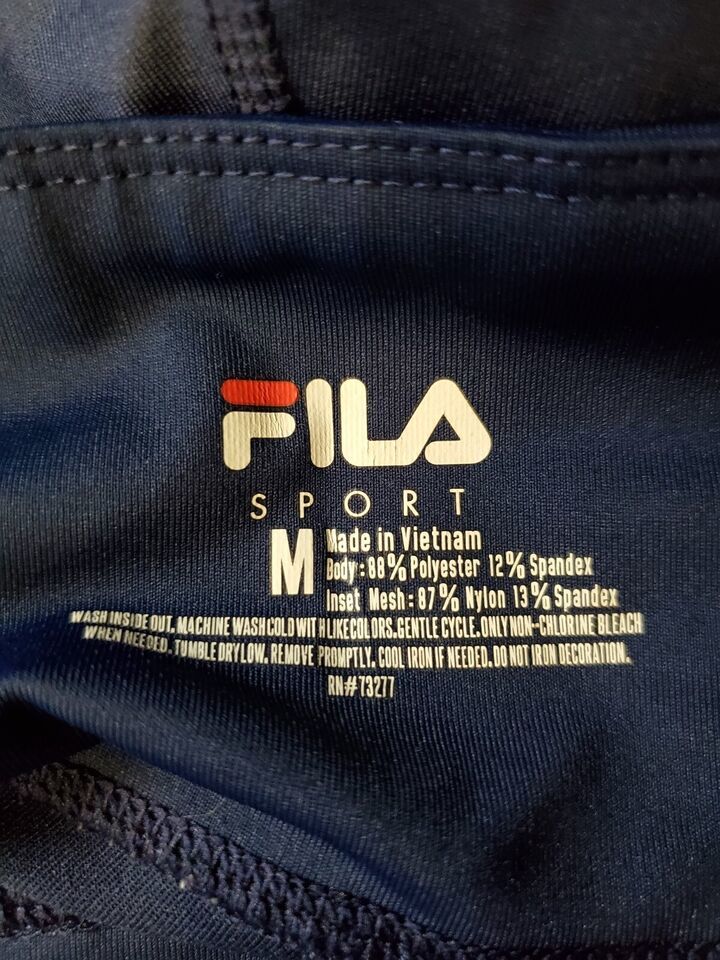 FILA
SPORT
M
Made in Vietnam
Body:88% Polyester 12% Spandex
Inset Mesh:87% Nylon 13% Spandex
WASH INSIDE OUT. MACHINE WASH COLD WITH LIKE COLORS. GENTLE CYCLE. ONLY NON-CHLORINE BLEACH
WHEN NEEDED. TUMBLE DRY LOW. REMOVE PROMPTLY. COOL IRON IF NEEDED. DO NOT IRON DECORATION.
RN#73277